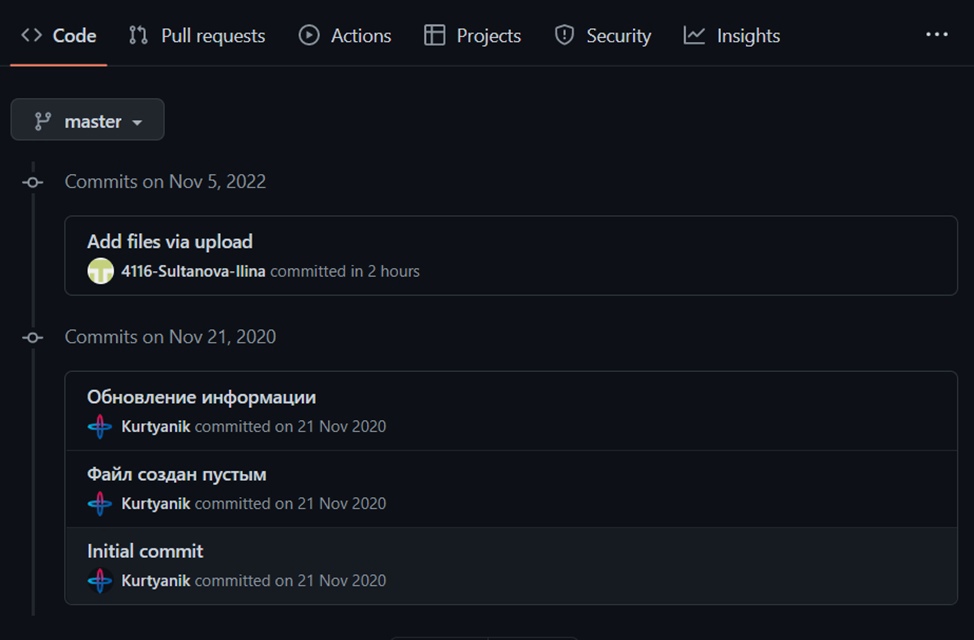 Code Pull requests Actions Projects Security Insights
master
Commits on Nov 5, 2022
Add files via upload
4116-Sultanova-Ilina committed in 2 hours
Commits on Nov 21, 2020
Обновление информации
Kurtyanik committed on 21 Nov 2020
Файл создан пустым
Kurtyanik committed on 21 Nov 2020
Initial commit
Kurtyanik committed on 21 Nov 2020